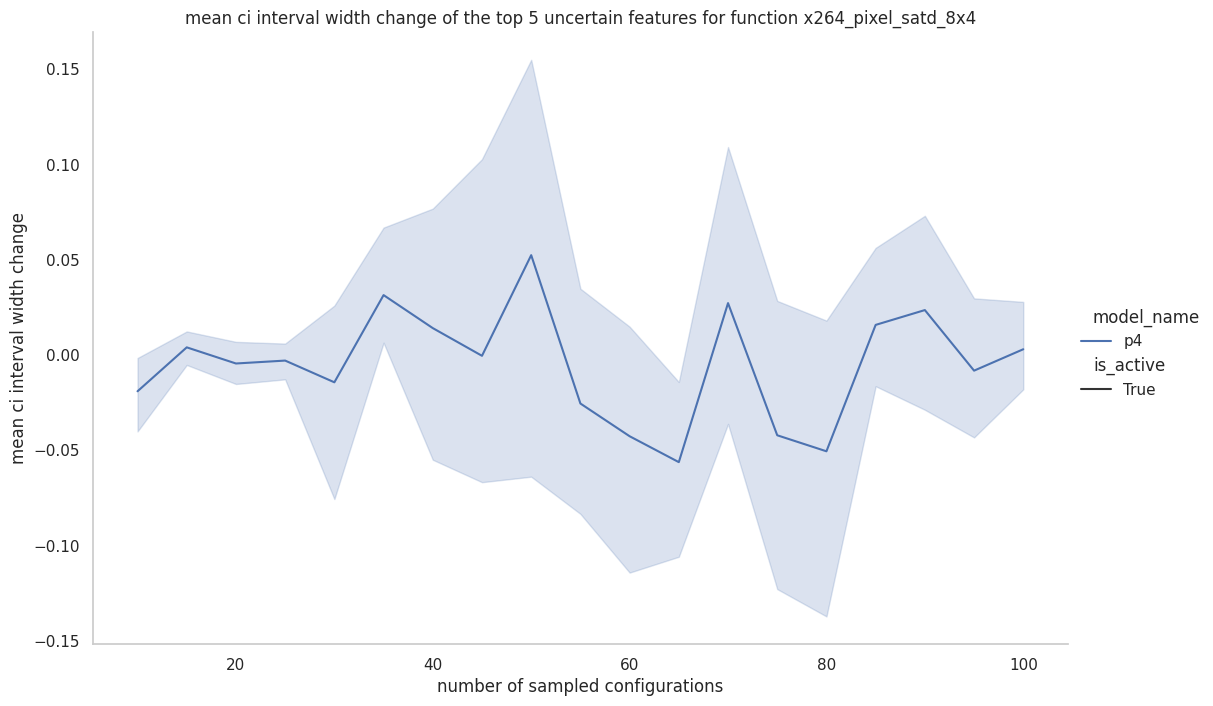 mean ci interval width change of the top 5 uncertain features for function x264_pixel_satd_8x4
0.15
0.10
0.05
0.00
−0.05
−0.10
−0.15
mean ci interval width change
20
40
60
80
100
number of sampled configurations
model_name
p4
is_active
True